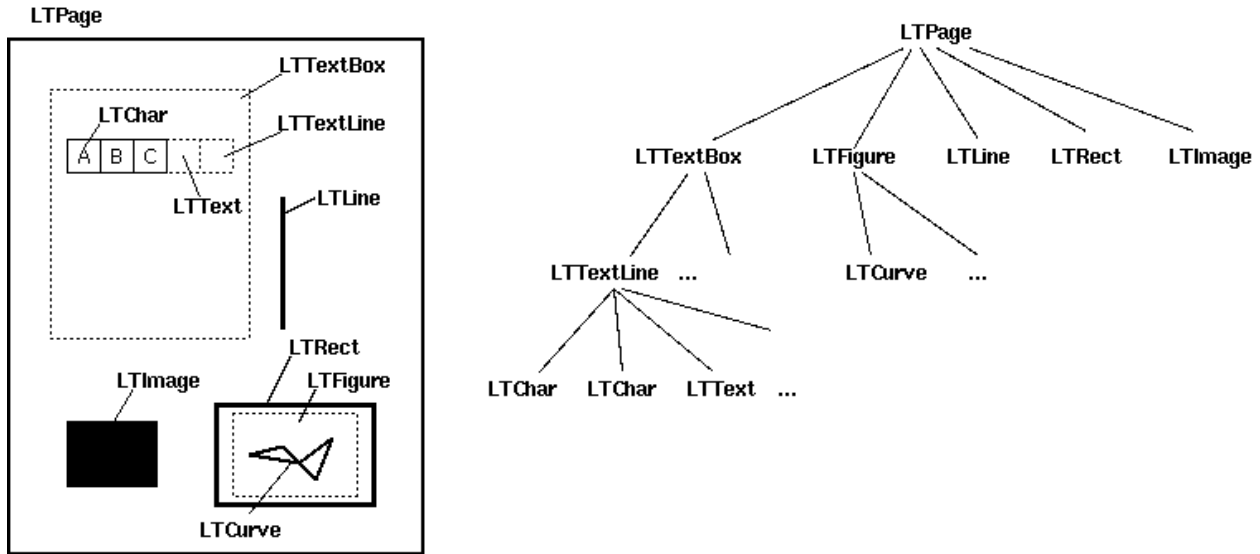 LTPage
LTTextBox
LTChar
LTTextLine
A B C
LTText
LTLine
LTRect
LTImage
LTFigure
LTCurve
LTPage
LTTextBox LTFigure LTLine LTRect LTImage
LTTextLine ... LTCurve ...
LTChar LTChar LTText ...